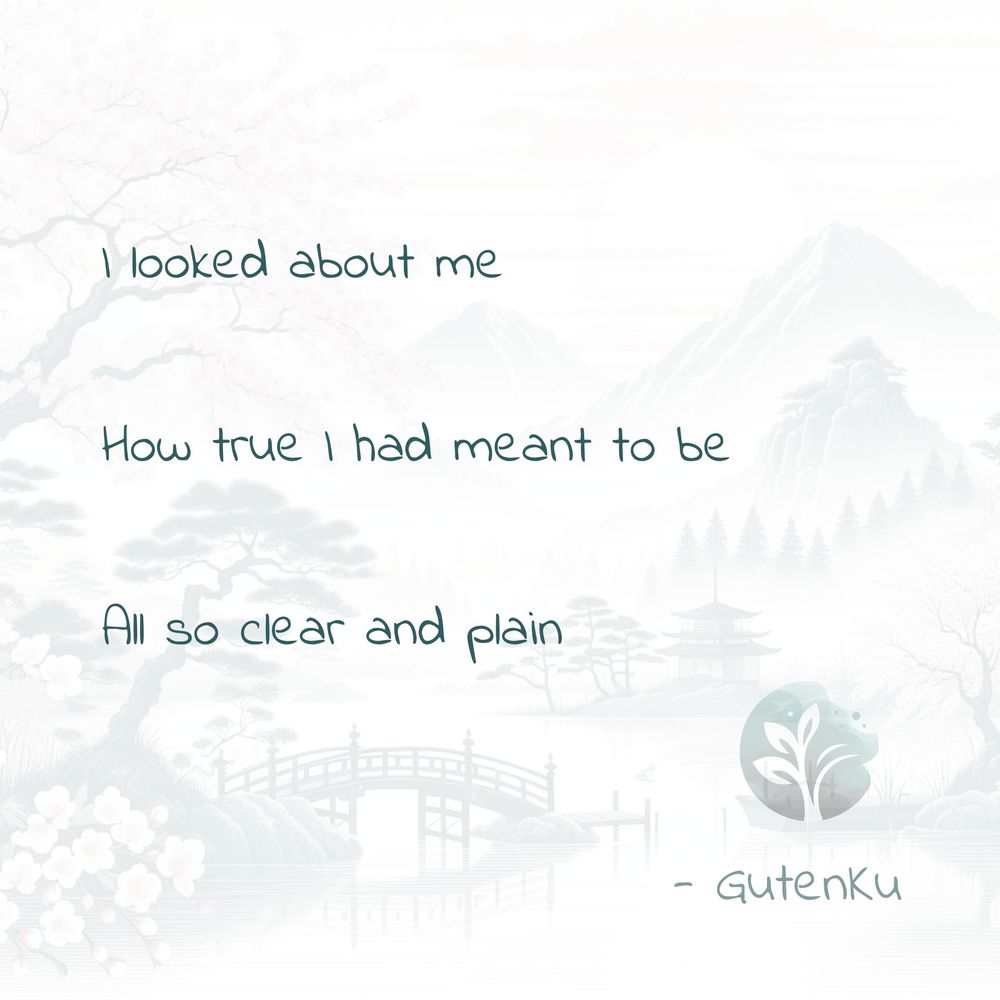 I looked about me
How true I had meant to be
All so clear and plain
- GutenKu